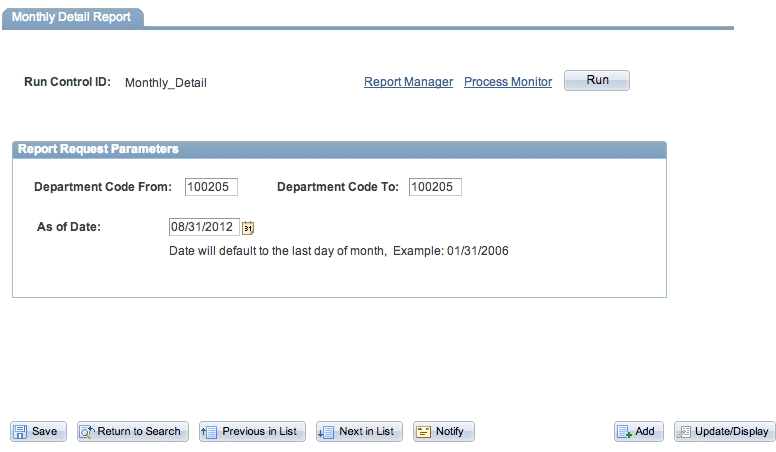 Monthly Detail Report
Run Control ID: Monthly_Detail Report Manager Process Monitor Run
Report Request Parameters
Department Code From: 100205 Department Code To: 100205
As of Date: 08/31/2012 31
Date will default to the last day of month, Example: 01/31/2006
Save Return to Search Previous in List Next in List Notify Add Update/Display